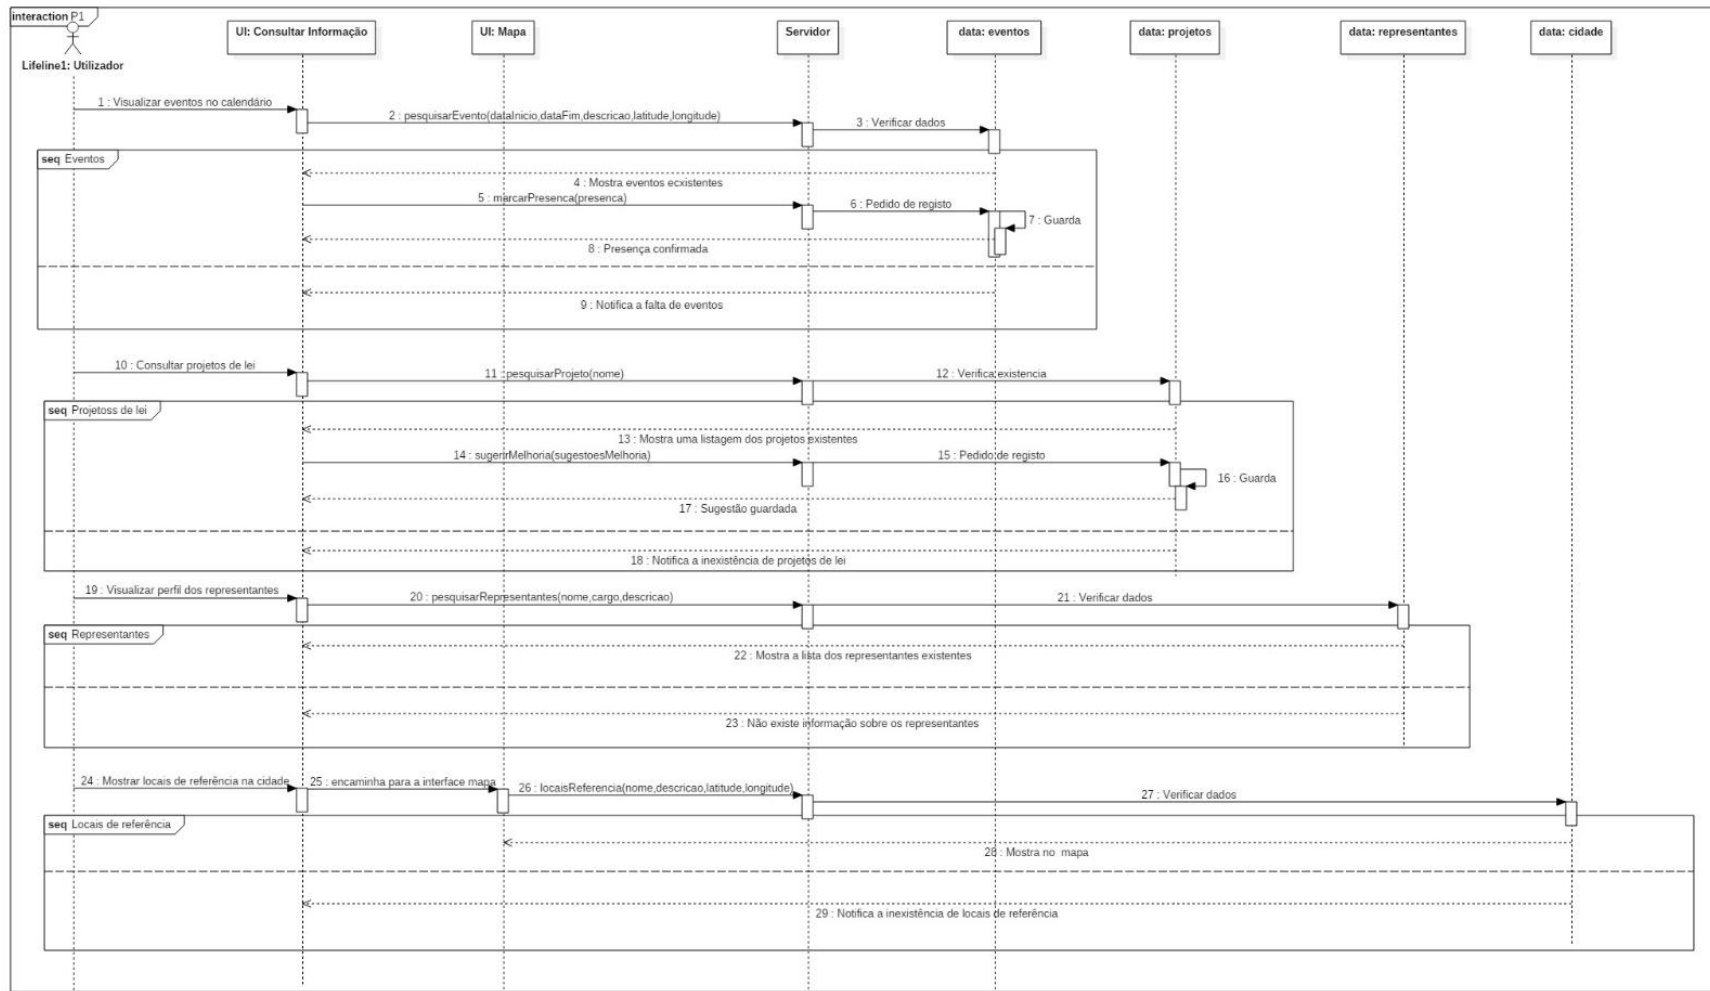 interaction P1
Lifeline1: Utilizador
UI: Consultar Informação
UI: Mapa
Servidor
data: eventos
data: projetos
data: representantes
data: cidade
1 : Visualizar eventos no calendário
2 : pesquisarEvento(dataInicio,dataFim,descricao,latitude,longitude)
3 : Verificar dados
seq Eventos
4 : Mostra eventos ecxistentes
5 : marcarPresenca(presenca)
6 : Pedido de registo
7 : Guarda
8 : Presença confirmada
9 : Notifica a falta de eventos
10 : Consultar projetos de lei
11 : pesquisarProjeto(nome)
12 : Verifica existencia
seq Projetoss de lei
13 : Mostra uma listagem dos projetos existentes
14 : sugerirMelhoria(sugestoesMelhoria)
15 : Pedido de registo
16 : Guarda
17 : Sugestão guardada
18 : Notifica a inexistência de projetos de lei
19 : Visualizar perfil dos representantes
20 : pesquisarRepresentantes(nome,cargo,descricao)
21 : Verificar dados
seq Representantes
22 : Mostra a lista dos representantes existentes
23 : Não existe informação sobre os representantes
24 : Mostrar locais de referência na cidade
25 : encaminha para a interface mapa
26 : locaisReferencia(nome,descricao,latitude,longitude)
27 : Verificar dados
seq Locais de referência
28 : Mostra no mapa
29 : Notifica a inexistência de locais de referência